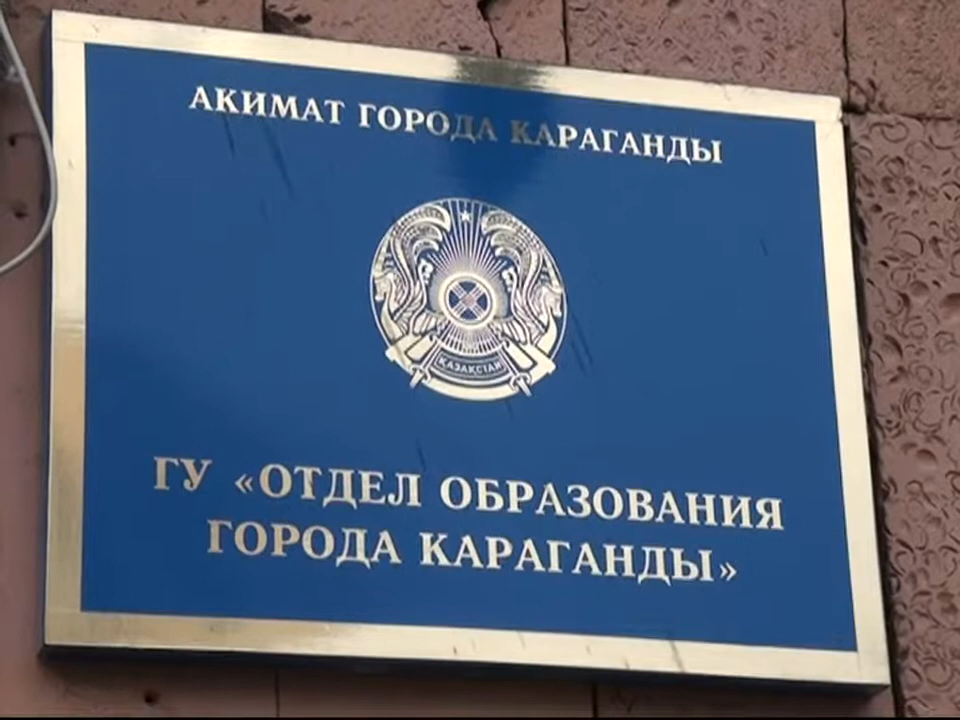 АКИМАТ ГОРОДА КАРАГАНДЫ
ҚАЗАҚСТАН
ГУ «ОТДЕЛ ОБРАЗОВАНИЯ
ГОРОДА КАРАГАНДЫ»